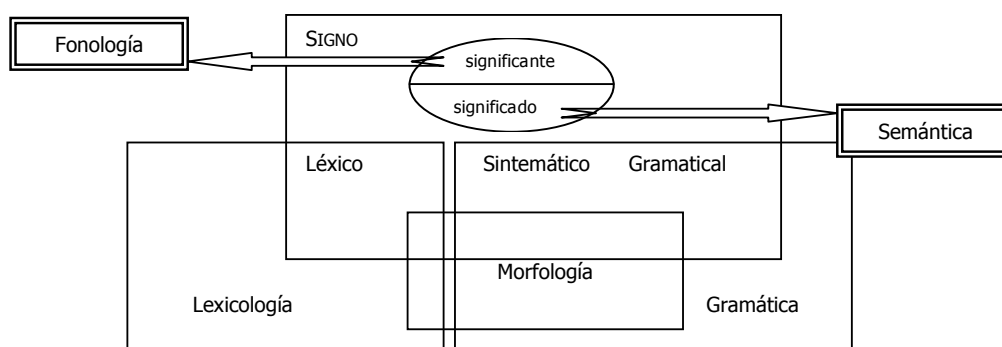 Fonología
SIGNO
significante
significado
Semántica
Léxico
Sintemático
Gramatical
Morfología
Lexicología
Gramática